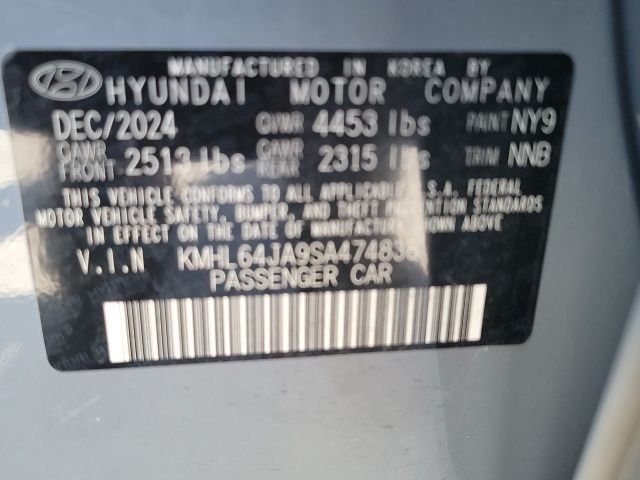 MANUFACTURED IN KOREA BY
HYUNDAI MOTOR COMPANY
DEC/2024 GVWR 4453 lbs PAINT NY9
GAWR FRONT 2513 lbs GAWR REAR 2315 lbs TRIM NNB
THIS VEHICLE CONFORMS TO ALL APPLICABLE U.S.A. FEDERAL
MOTOR VEHICLE SAFETY, BUMPER, AND THEFT PREVENTION STANDARDS
IN EFFECT ON THE DATE OF MANUFACTURE SHOWN ABOVE
V.I.N KMHL64JA9SA47483
PASSENGER CAR